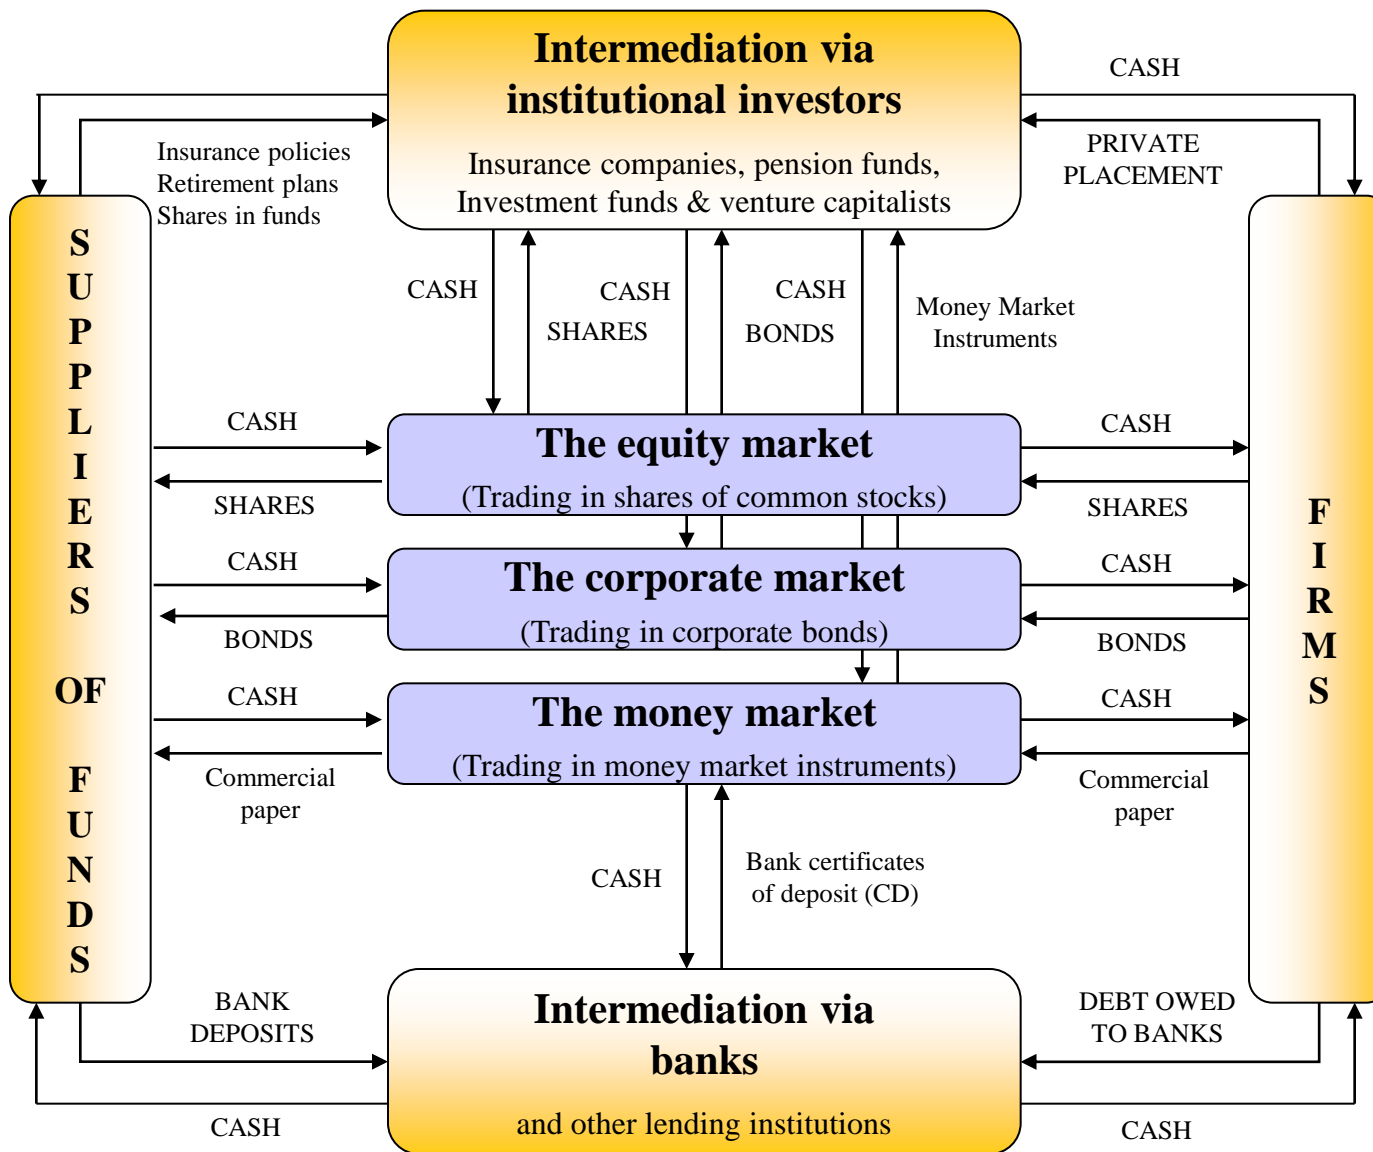 Intermediation via
institutional investors
Insurance companies, pension funds,
Investment funds & venture capitalists
CASH
PRIVATE
PLACEMENT
Insurance policies
Retirement plans
Shares in funds
S
U
P
P
L
I
E
R
S
OF
F
U
N
D
S
CASH
SHARES
CASH
BONDS
CASH
Money Market
Instruments
CASH
SHARES
The equity market
(Trading in shares of common stocks)
CASH
SHARES
CASH
BONDS
The corporate market
(Trading in corporate bonds)
CASH
BONDS
CASH
Commercial
paper
The money market
(Trading in money market instruments)
CASH
Commercial
paper
F
I
R
M
S
CASH
Bank certificates
of deposit (CD)
BANK
DEPOSITS
CASH
Intermediation via
banks
and other lending institutions
DEBT OWED
TO BANKS
CASH